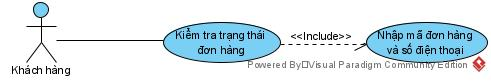 Kiểm tra trạng thái
đơn hàng
<<Include>>
Nhập mã đơn hàng
và số điện thoại
Khách hàng
Powered By Visual Paradigm Community Edition